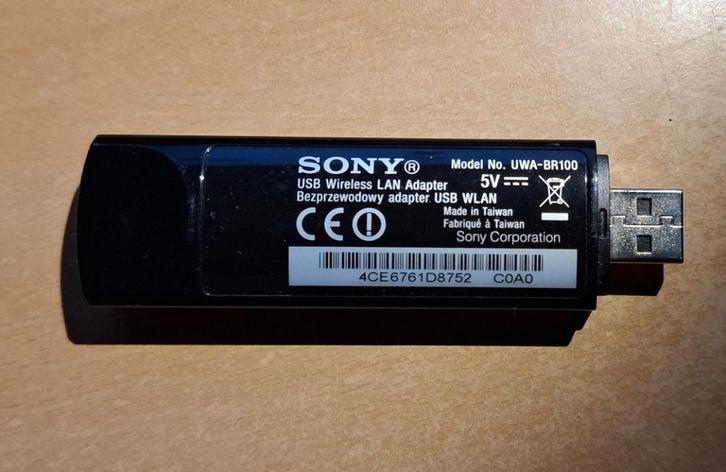 SONY®
Model No. UWA-BR100
USB Wireless LAN Adapter
5V
Bezprzewodowy adapter USB WLAN
Made in Taiwan
Fabriqué à Taiwan
CE
Sony Corporation
4CE6761D8752 C0A0